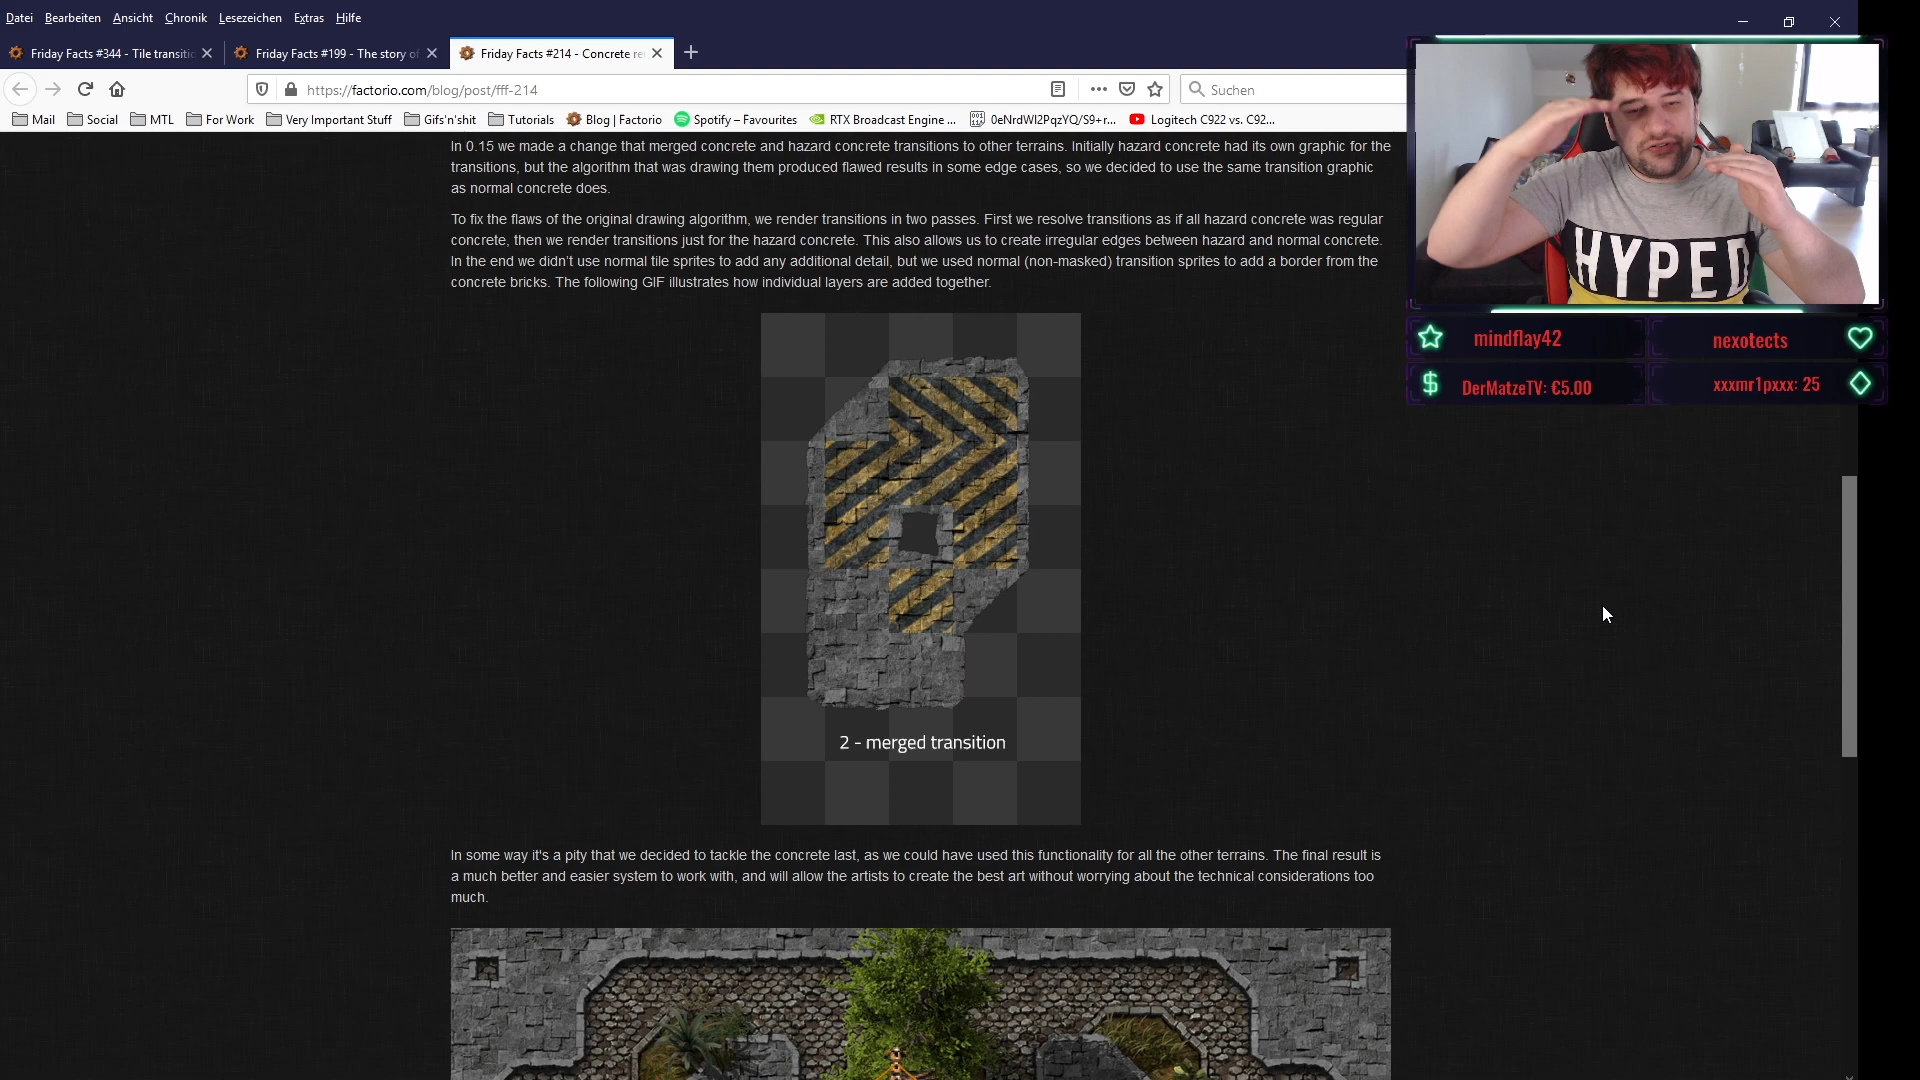 Datei Bearbeiten Ansicht Chronik Lesezeichen Extras Hilfe
Friday Facts #344 - Tile transitic
Friday Facts #199 - The story of
Friday Facts #214 - Concrete re
https://factorio.com/blog/post/fff-214
Suchen
Mail Social MTL For Work Very Important Stuff Gifs'n'shit Tutorials Blog | Factorio Spotify – Favourites RTX Broadcast Engine ... 0eNrdWl2PqzYQ/S9+r... Logitech C922 vs. C92...
In 0.15 we made a change that merged concrete and hazard concrete transitions to other terrains. Initially hazard concrete had its own graphic for the
transitions, but the algorithm that was drawing them produced flawed results in some edge cases, so we decided to use the same transition graphic
as normal concrete does.
To fix the flaws of the original drawing algorithm, we render transitions in two passes. First we resolve transitions as if all hazard concrete was regular
concrete, then we render transitions just for the hazard concrete. This also allows us to create irregular edges between hazard and normal concrete.
In the end we didn't use normal tile sprites to add any additional detail, but we used normal (non-masked) transition sprites to add a border from the
concrete bricks. The following GIF illustrates how individual layers are added together.
2 - merged transition
In some way it's a pity that we decided to tackle the concrete last, as we could have used this functionality for all the other terrains. The final result is
a much better and easier system to work with, and will allow the artists to create the best art without worrying about the technical considerations too
much.
HYPED
mindflay42
nexotects
DerMatzeTV: €5.00
xxxmr1pxxx: 25